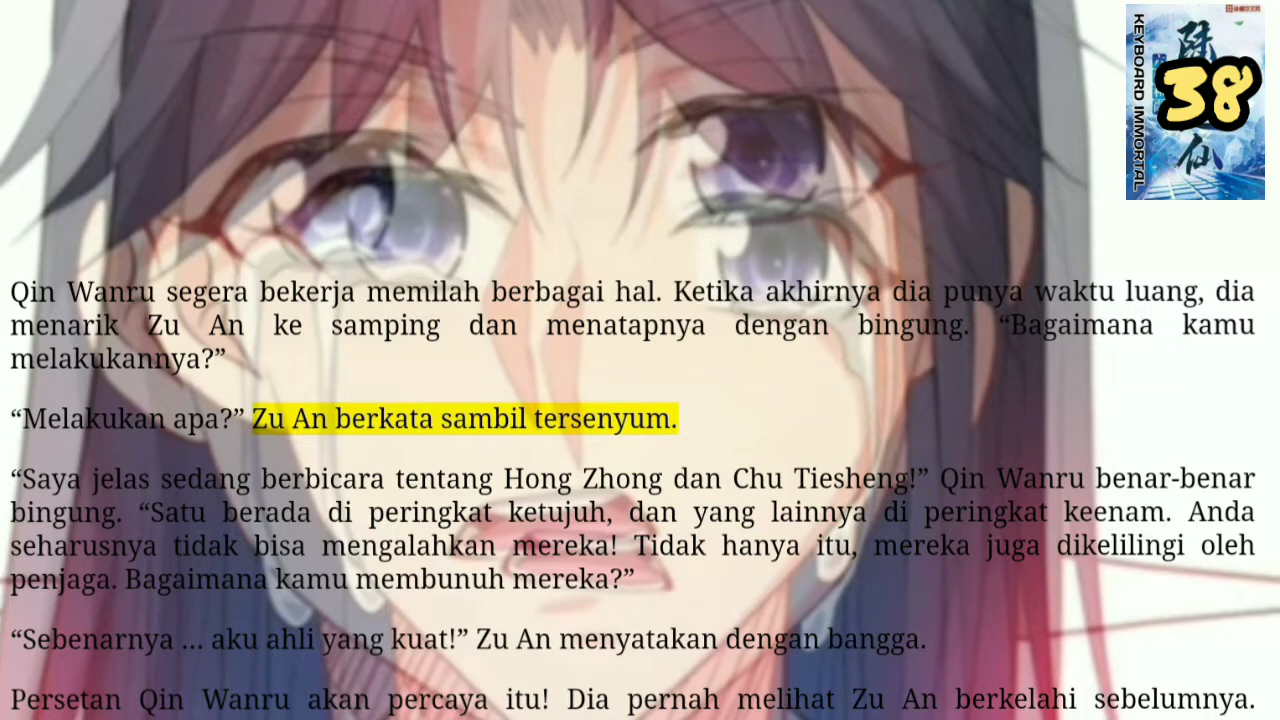 陆
仙
KEYBOARD IMMORTAL
38
Qin Wanru segera bekerja memilah berbagai hal. Ketika akhirnya dia punya waktu luang, dia
menarik Zu An ke samping dan menatapnya dengan bingung. “Bagaimana kamu
melakukannya?”
“Melakukan apa?” Zu An berkata sambil tersenyum.
“Saya jelas sedang berbicara tentang Hong Zhong dan Chu Tiesheng!” Qin Wanru benar-benar
bingung. “Satu berada di peringkat ketujuh, dan yang lainnya di peringkat keenam. Anda
seharusnya tidak bisa mengalahkan mereka! Tidak hanya itu, mereka juga dikelilingi oleh
penjaga. Bagaimana kamu membunuh mereka?”
“Sebenarnya ... aku ahli yang kuat!” Zu An menyatakan dengan bangga.
Persetan Qin Wanru akan percaya itu! Dia pernah melihat Zu An berkelahi sebelumnya.